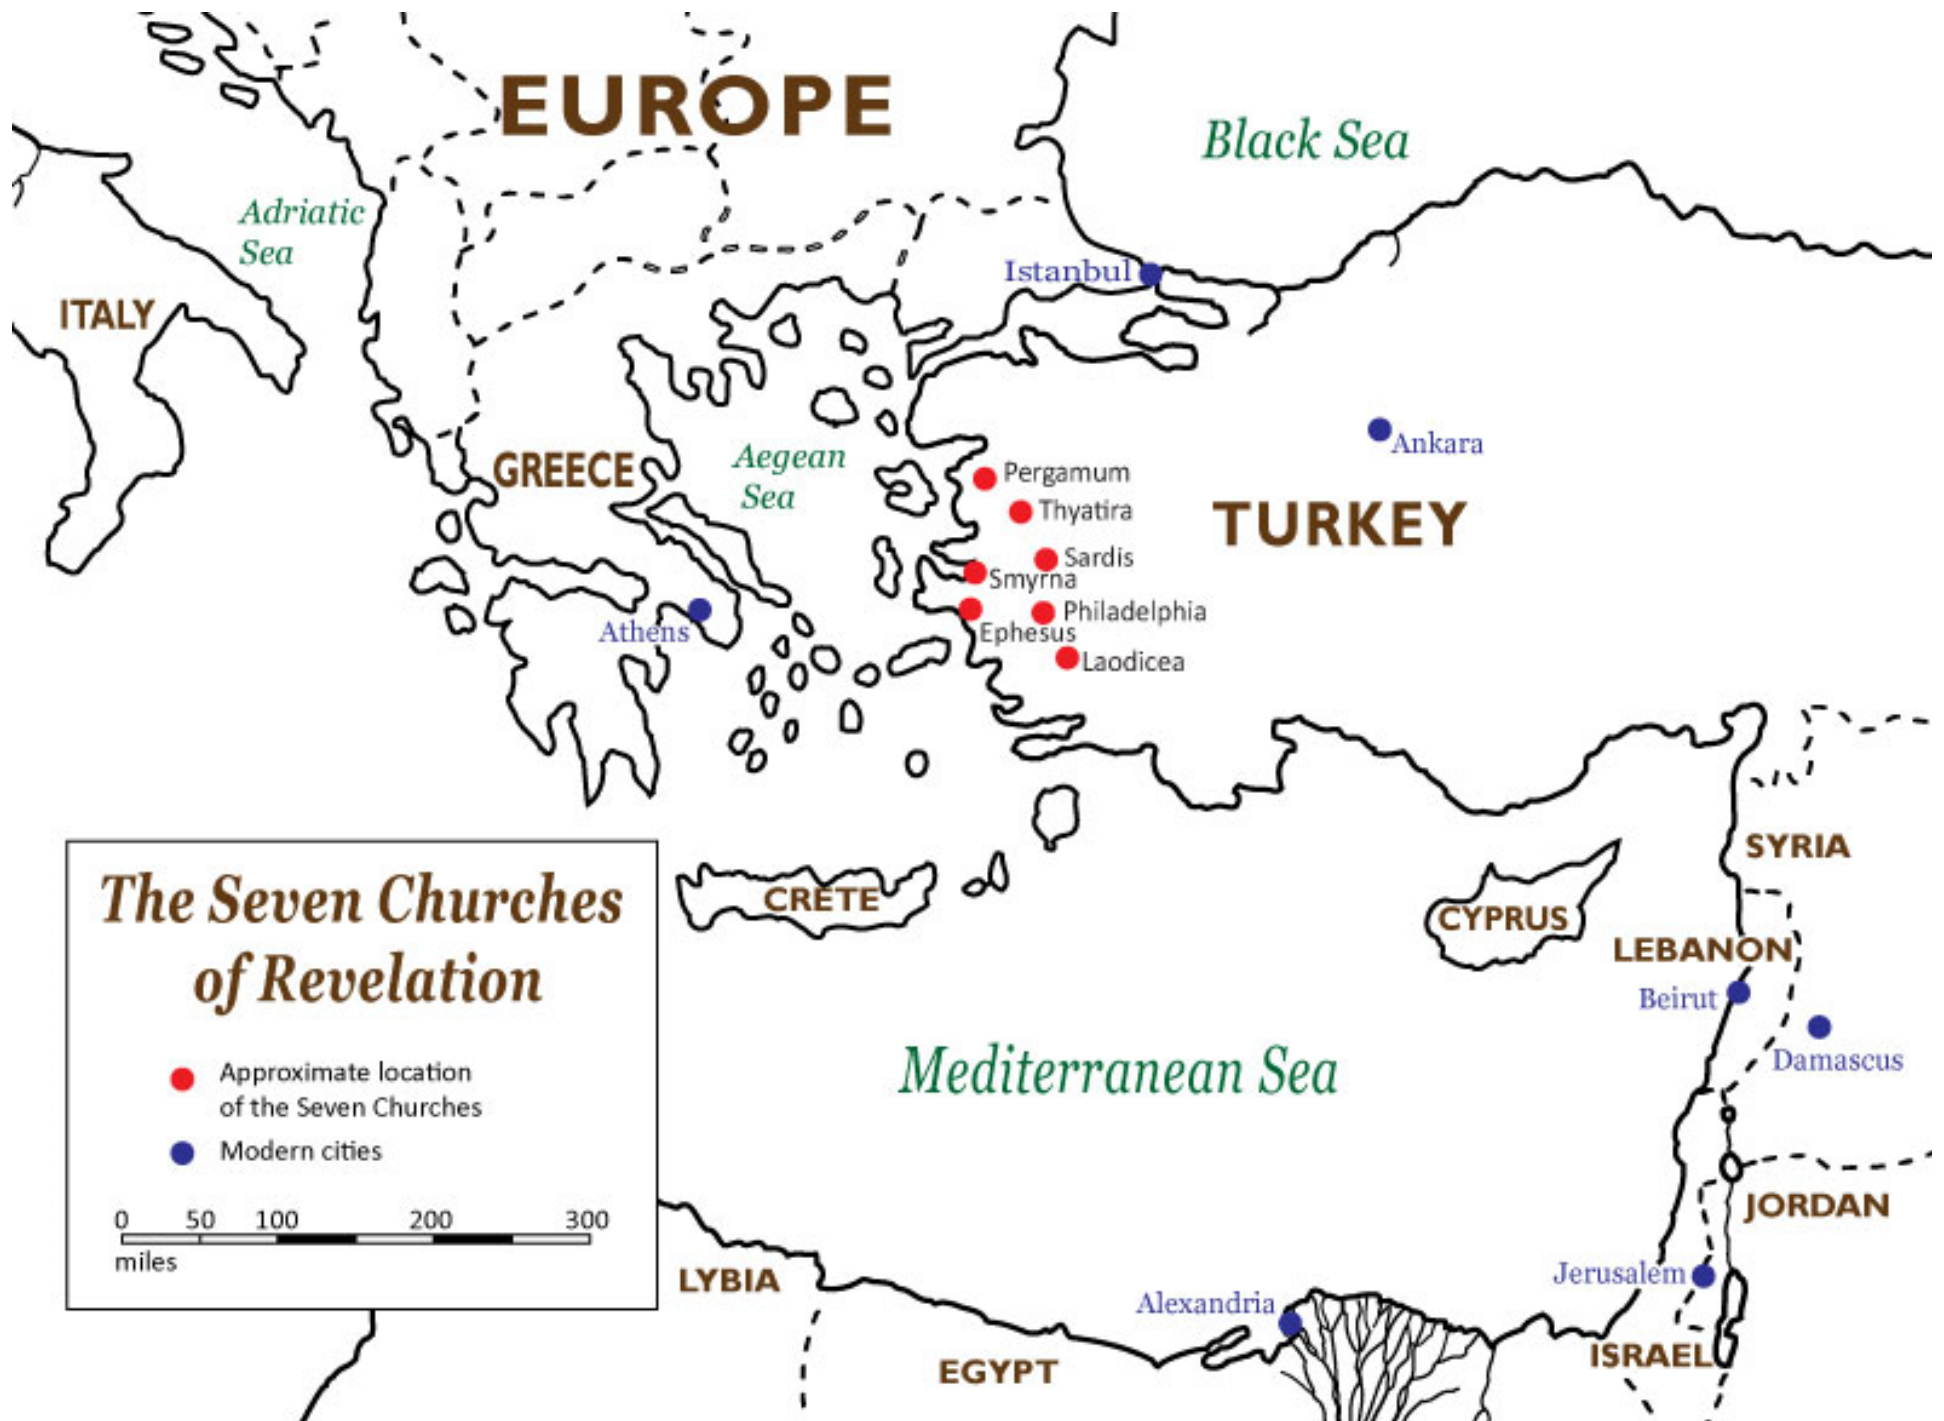 EUROPE
Black Sea
Adriatic
Sea
Istanbul
ITALY
Ankara
Aegean
Sea
GREECE
Pergamum
Thyatira
TURKEY
Sardis
Smyrna
Philadelphia
Athens
Ephesus
Laodicea
SYRIA
The Seven Churches
of Revelation
CRETE
CYPRUS
LEBANON
Beirut
Damascus
Mediterranean Sea
Approximate location
of the Seven Churches
Modern cities
0 50 100 200 300
miles
JORDAN
LYBIA
Jerusalem
Alexandria
EGYPT
ISRAEL